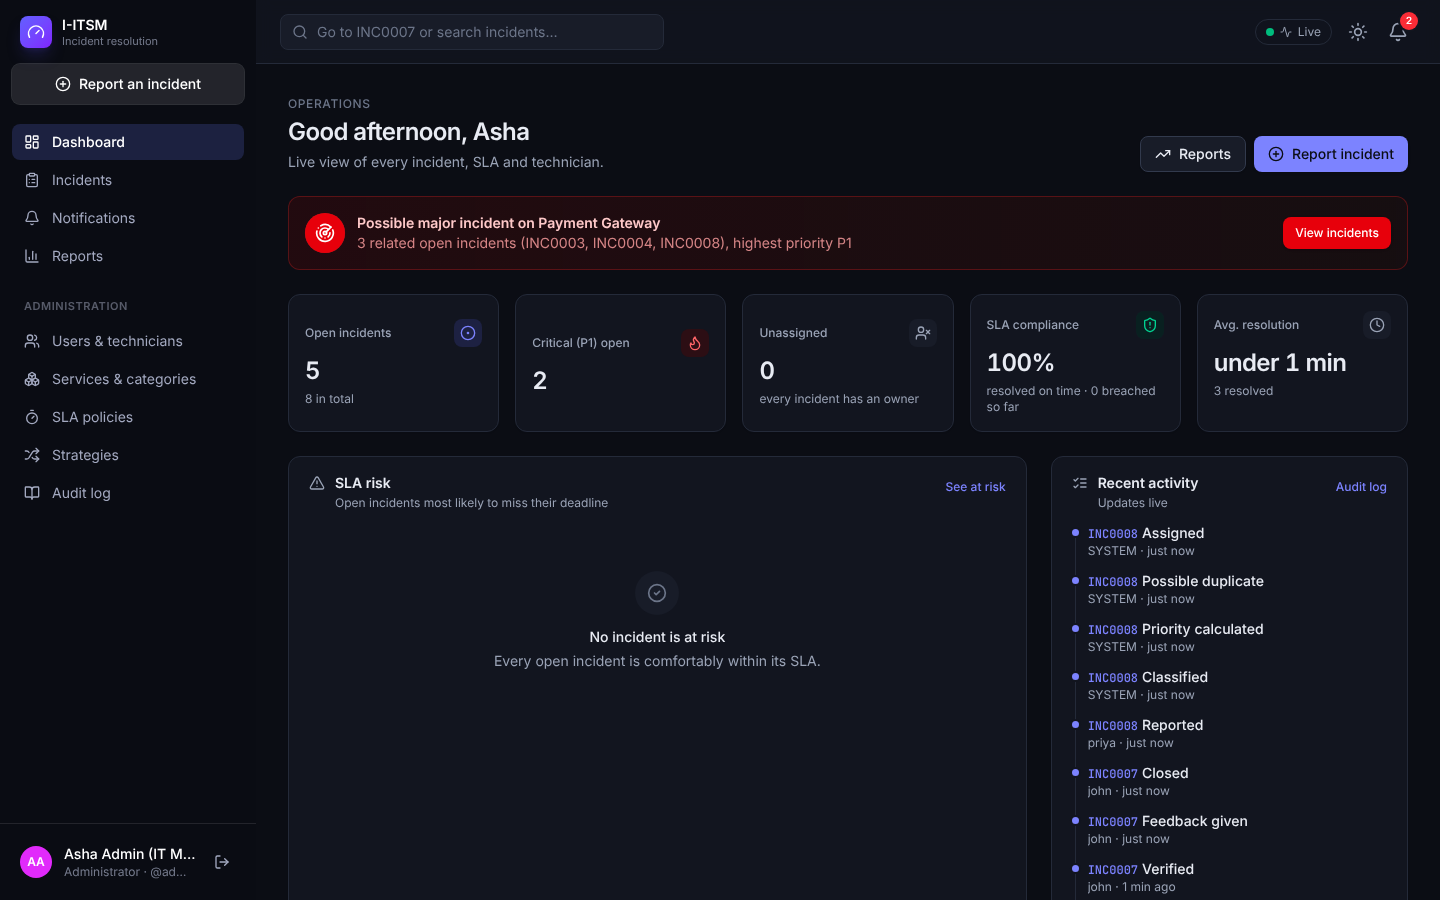 I-ITSM
Incident resolution
Report an incident
Dashboard
Incidents
Notifications
Reports
ADMINISTRATION
Users & technicians
Services & categories
SLA policies
Strategies
Audit log
AA
Asha Admin (IT M...
Administrator · @ad...
Go to INC0007 or search incidents...
Live
2
OPERATIONS
Good afternoon, Asha
Live view of every incident, SLA and technician.
Reports
Report incident
Possible major incident on Payment Gateway
3 related open incidents (INC0003, INC0004, INC0008), highest priority P1
View incidents
Open incidents
5
8 in total
Critical (P1) open
2
Unassigned
0
every incident has an owner
SLA compliance
100%
resolved on time · 0 breached
so far
Avg. resolution
under 1 min
3 resolved
SLA risk
Open incidents most likely to miss their deadline
See at risk
No incident is at risk
Every open incident is comfortably within its SLA.
Recent activity
Updates live
Audit log
INC0008 Assigned
SYSTEM · just now
INC0008 Possible duplicate
SYSTEM · just now
INC0008 Priority calculated
SYSTEM · just now
INC0008 Classified
SYSTEM · just now
INC0008 Reported
priya · just now
INC0007 Closed
john · just now
INC0007 Feedback given
john · just now
INC0007 Verified
john · 1 min ago